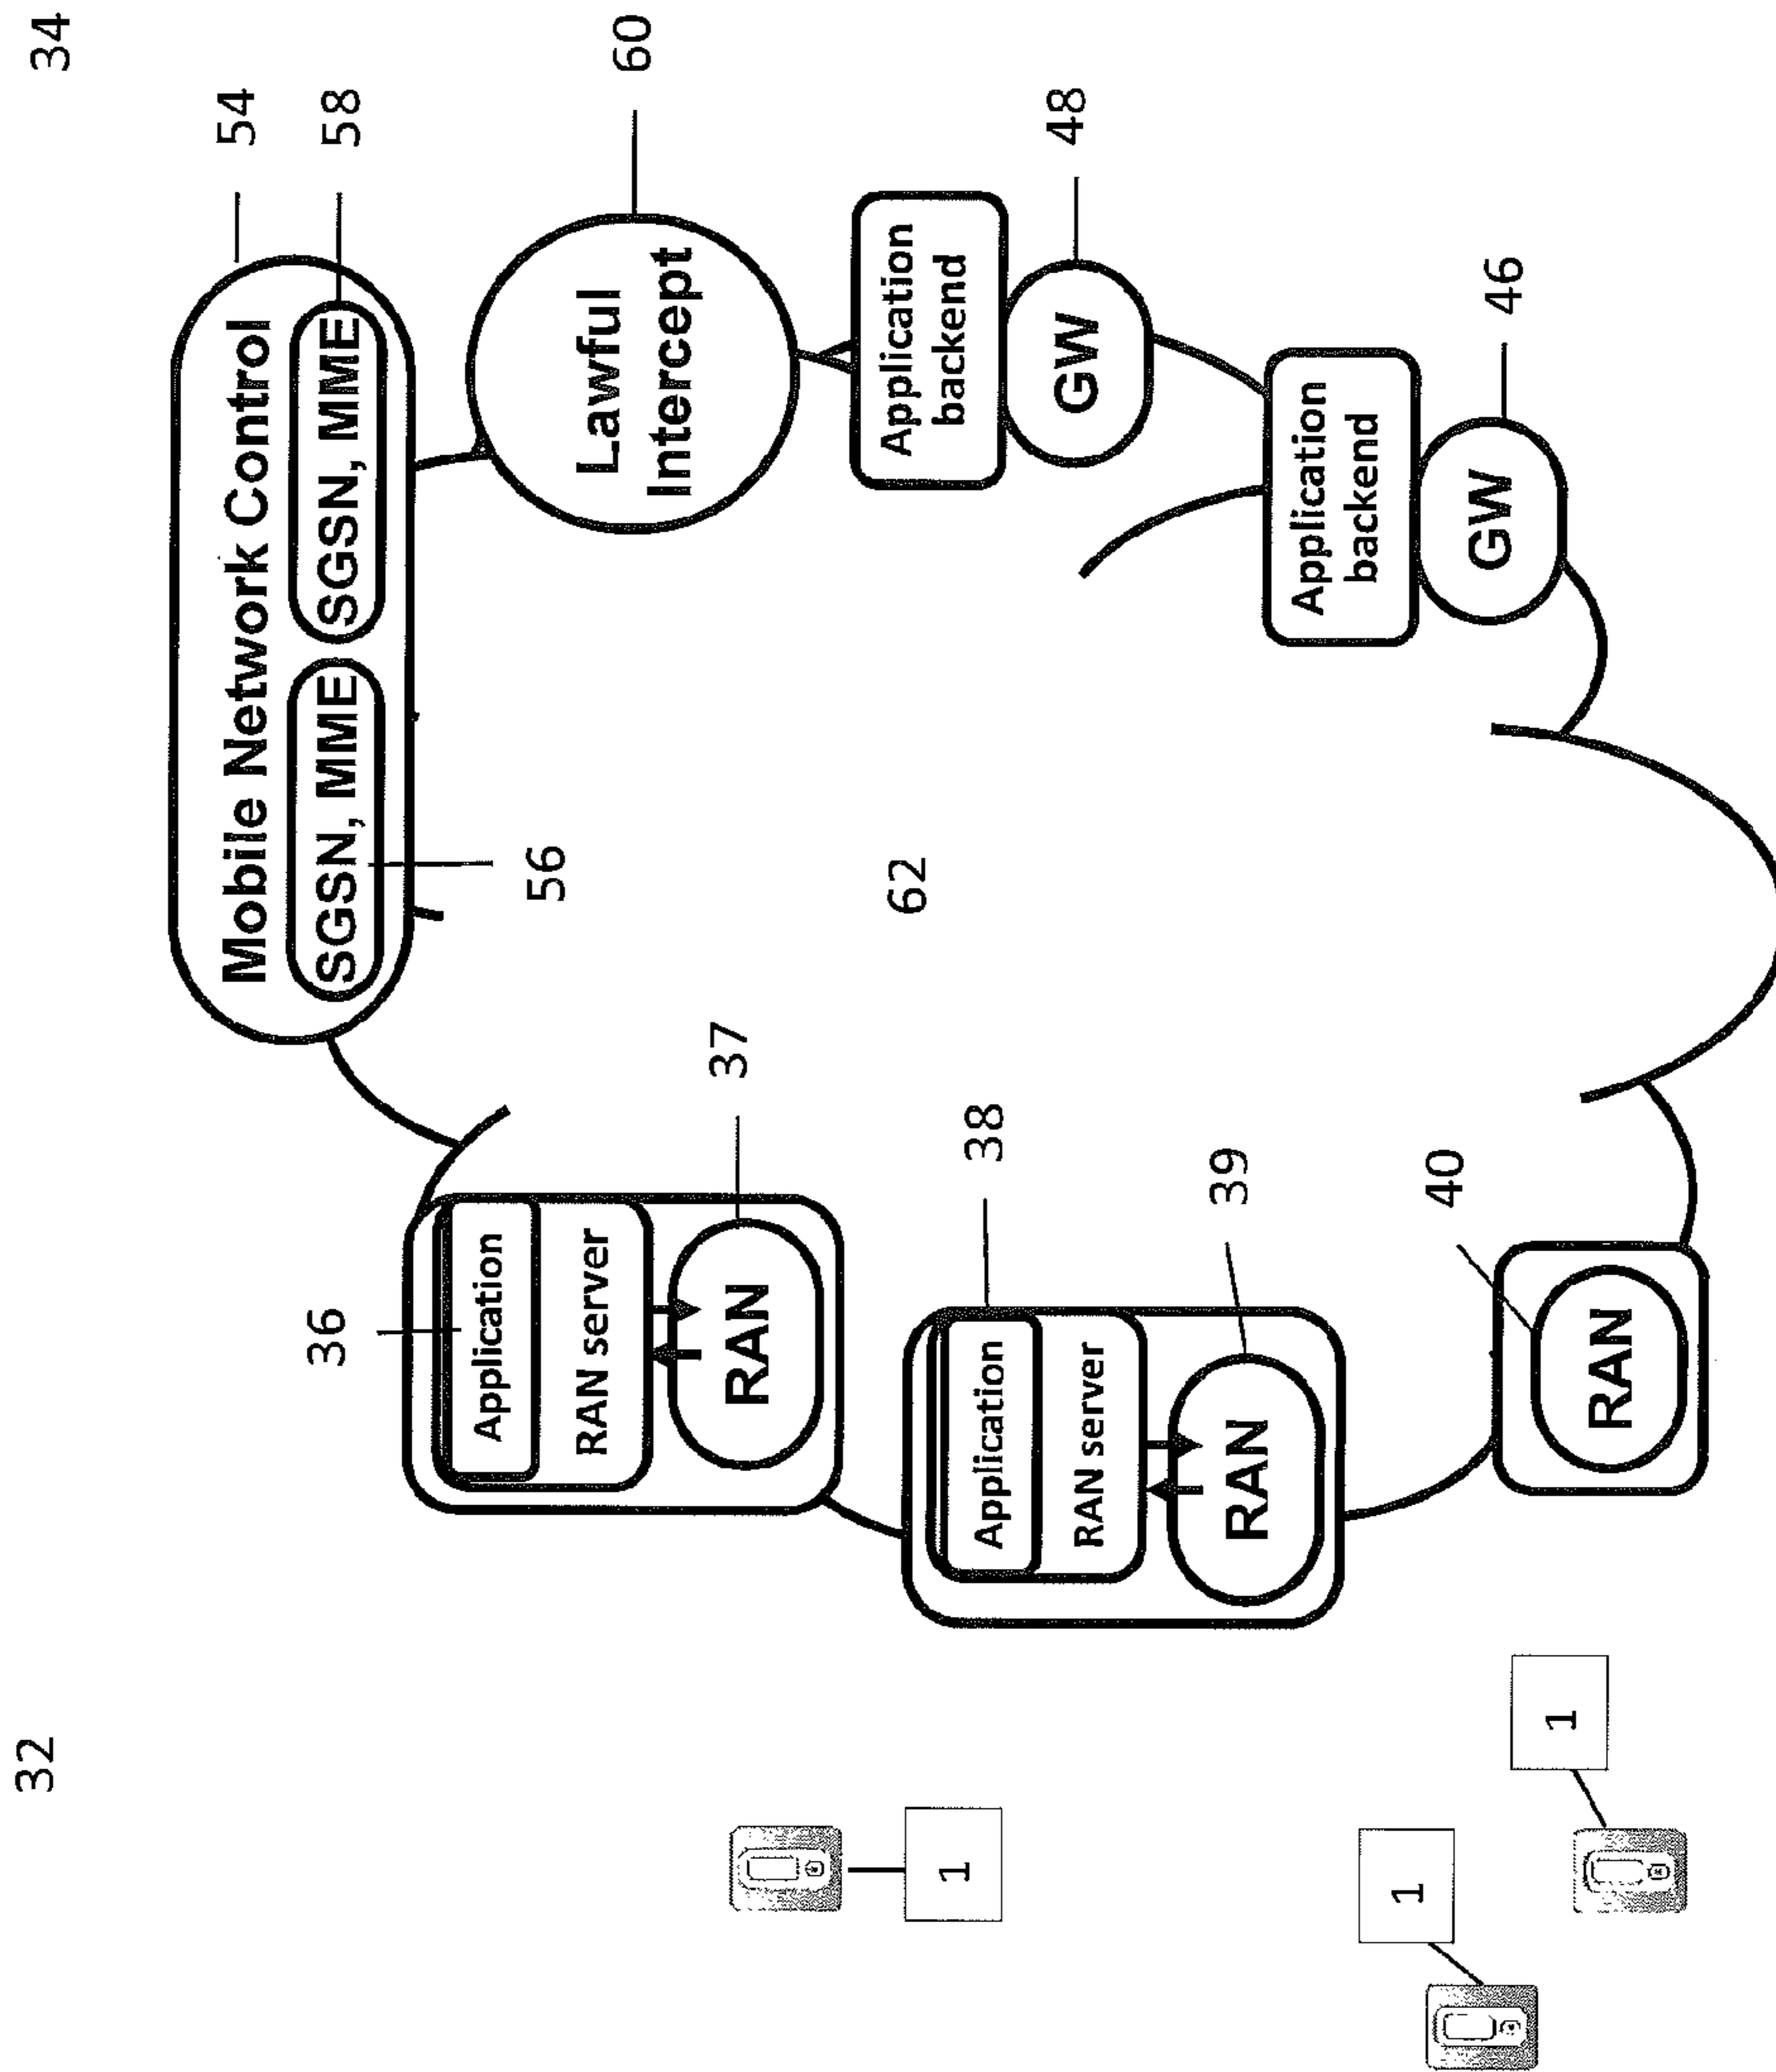 32
34
Mobile Network Control
54
SGSN, MME
SGSN, MME
58
56
36
Application
RAN server
37
RAN
Lawful
Intercept
60
62
1
38
Application
RAN server
39
RAN
Application
backend
GW
48
Application
backend
GW
46
40
RAN
1
1